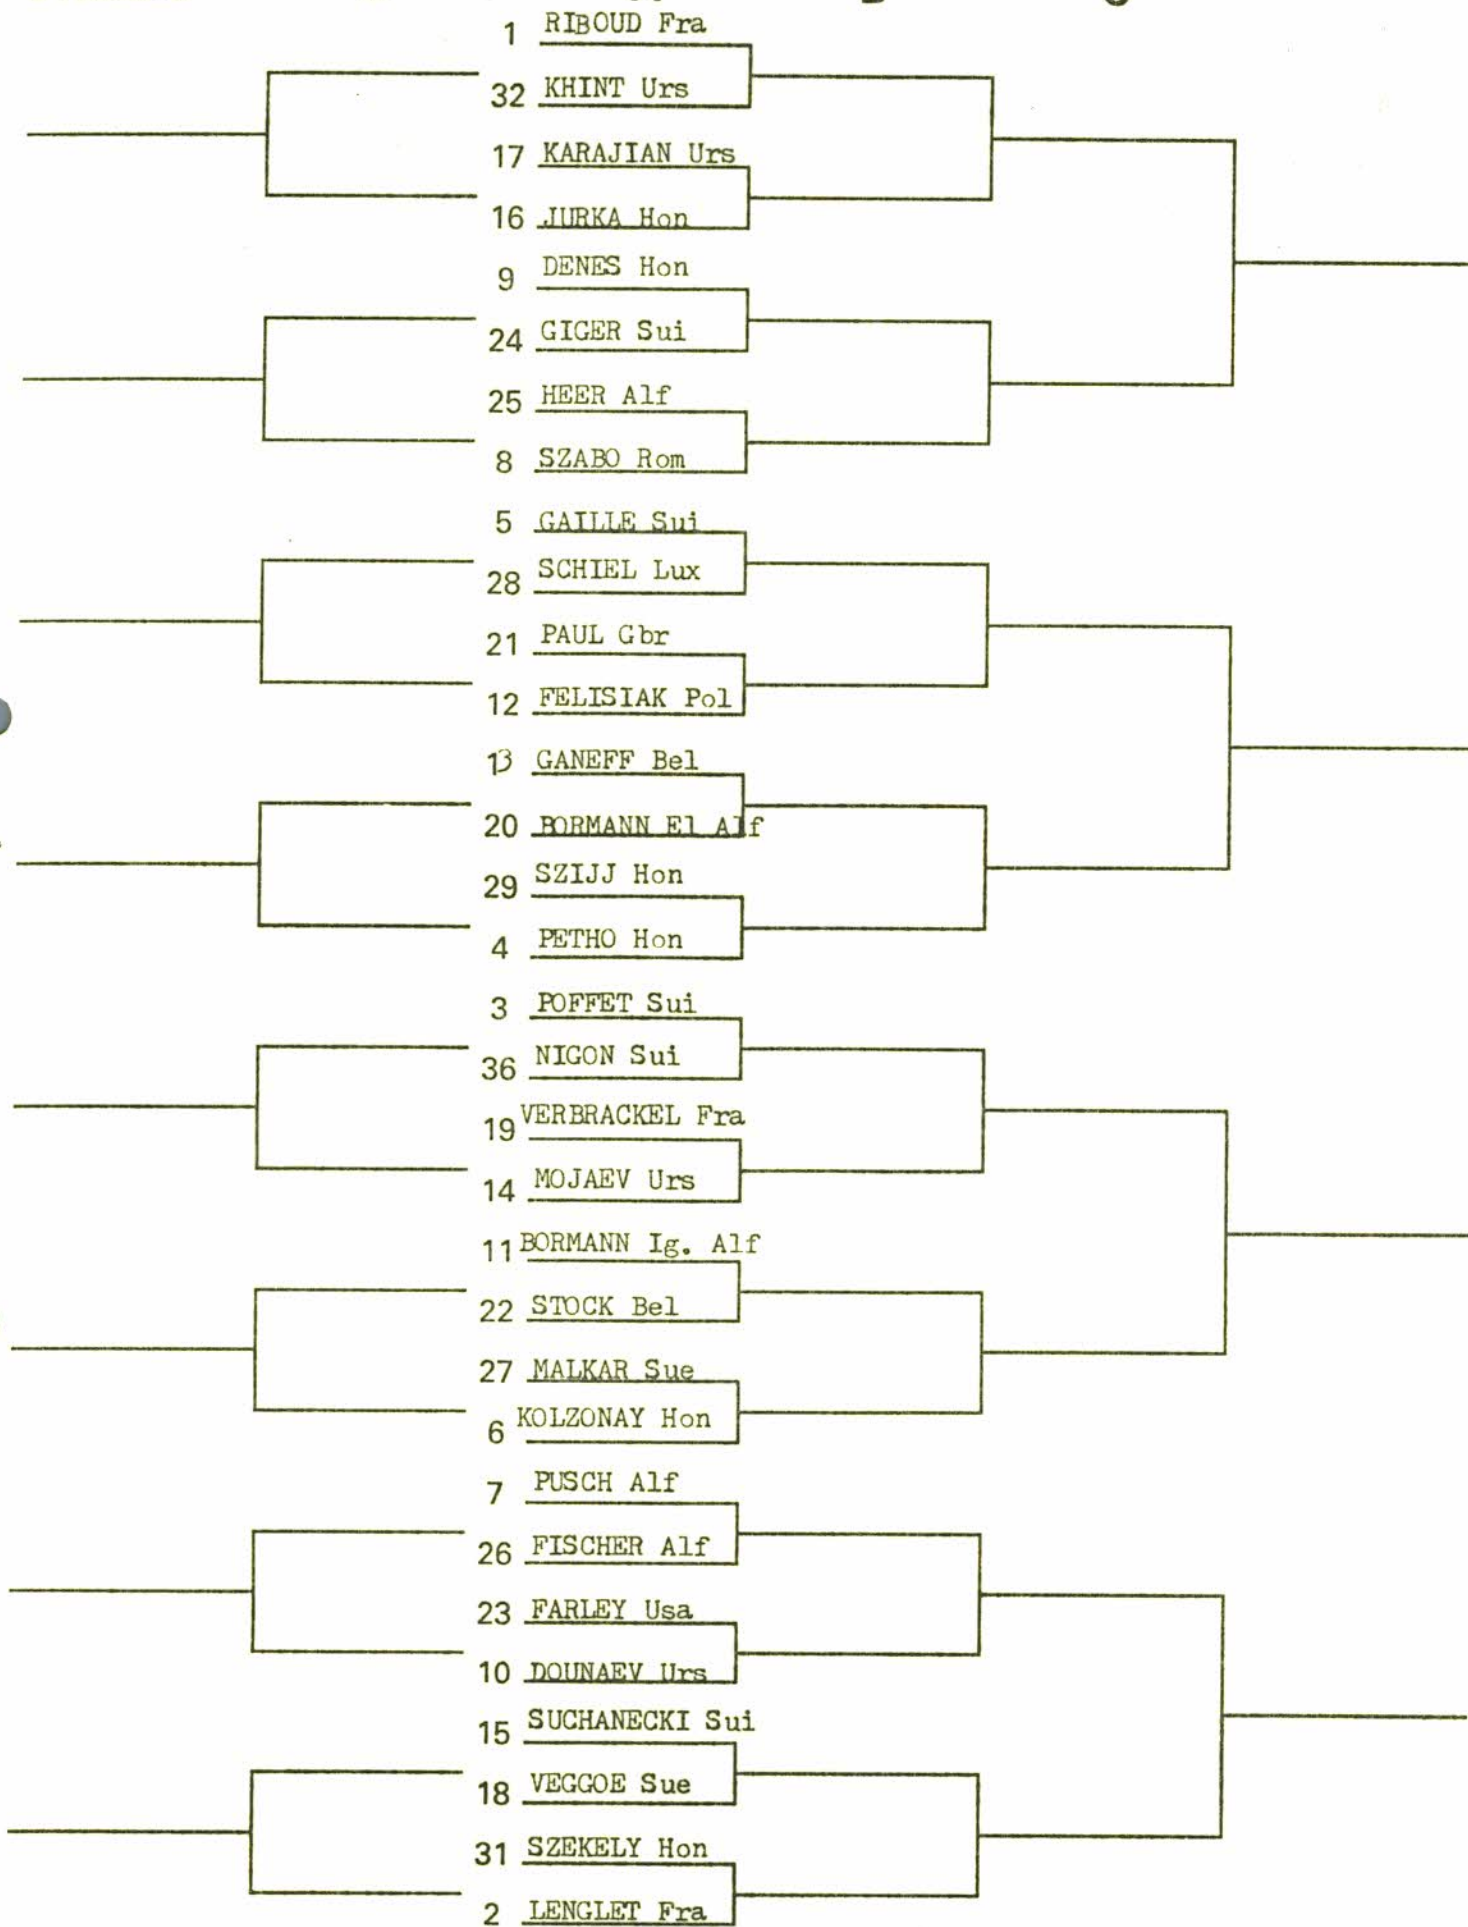 1 RIBOUD Fra
32 KHINT Urs
17 KARAJIAN Urs
16 JURKA Hon
9 DENES Hon
24 GIGER Sui
25 HEER Alf
8 SZABO Rom
5 GAILLE Sui
28 SCHIEL Lux
21 PAUL Gbr
12 FELISIAK Pol
13 GANEFF Bel
20 BORMANN El Alf
29 SZIJJ Hon
4 PETHO Hon
3 POFFET Sui
36 NIGON Sui
19 VERBRACKEL Fra
14 MOJAEV Urs
11 BORMANN Ig. Alf
22 STOCK Bel
27 MALKAR Sue
6 KOLZONAY Hon
7 PUSCH Alf
26 FISCHER Alf
23 FARLEY Usa
10 DOUNAEV Urs
15 SUCHANECKI Sui
18 VEGGOE Sue
31 SZEKELY Hon
2 LENGLET Fra